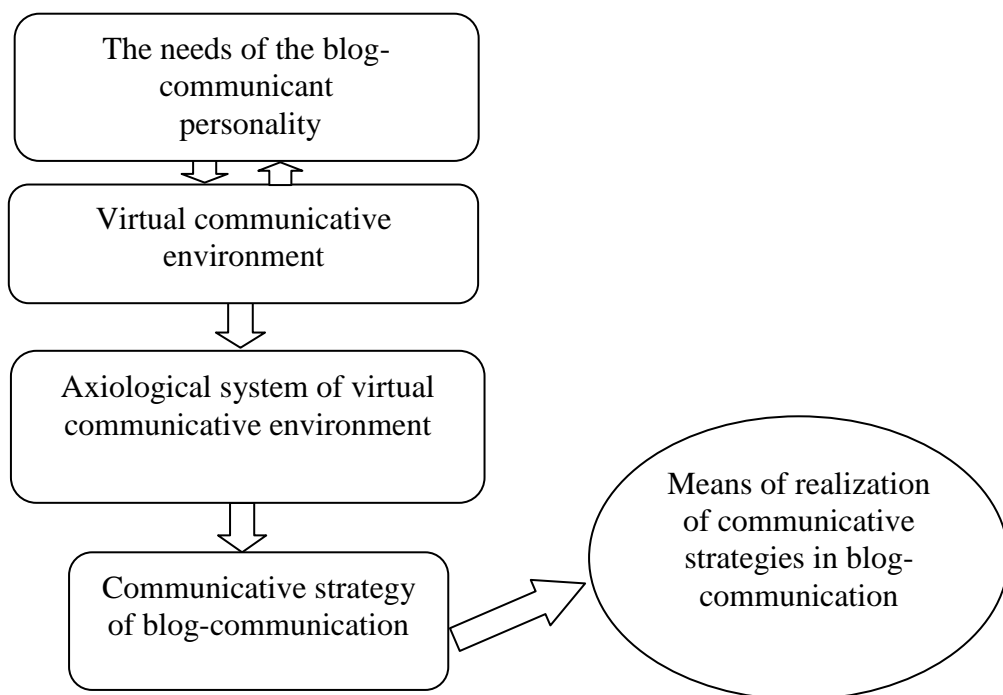 The needs of the blog-
communicant
personality
Virtual communicative
environment
Axiological system of virtual
communicative environment
Communicative strategy
of blog-communication
Means of realization
of communicative
strategies in blog-
communication